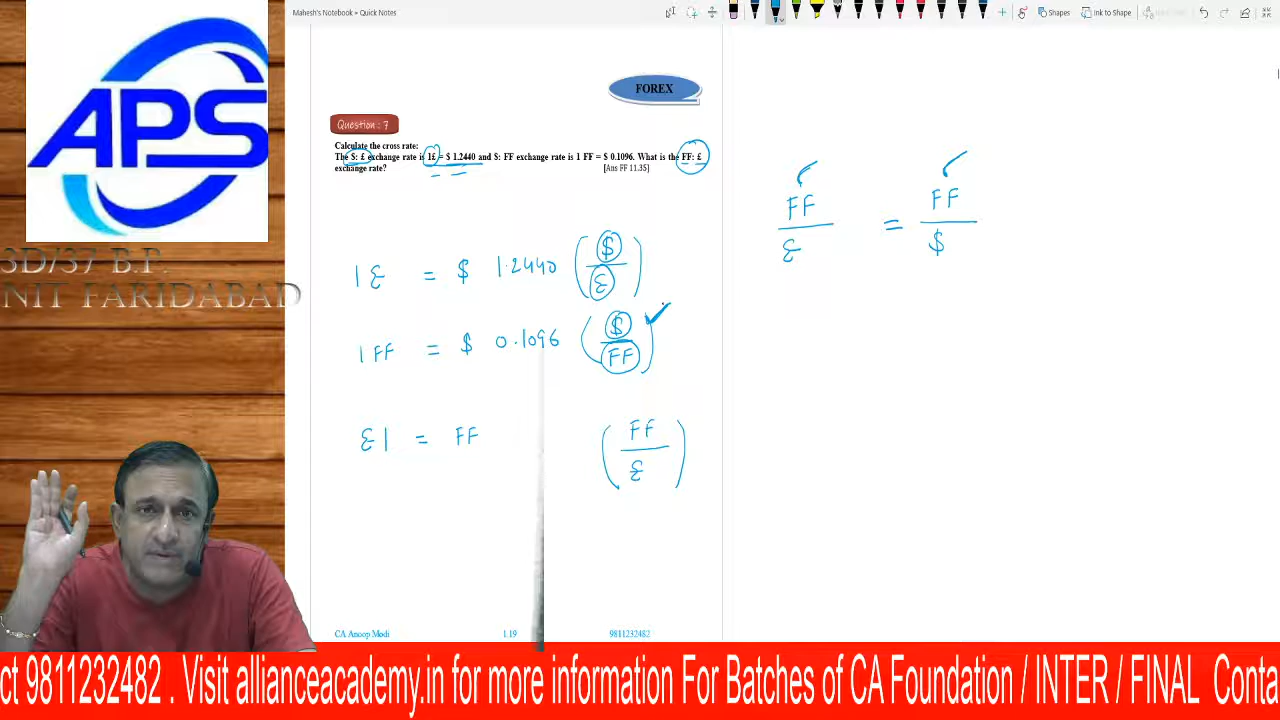 Mahesh's Notebook » Quick Notes
Shapes
Ink to Shape
APS
3D/37 B.P.
NIT FARIDABAD
FOREX
Question : 7
Calculate the cross rate:
The $: £ exchange rate is 1£ = $ 1.2440 and $: FF exchange rate is 1 FF = $ 0.1096. What is the FF: £
exchange rate? [Ans FF 11.35]
1 £ = $ 1.2440 ($/£)
1 FF = $ 0.1096 ($/FF)
£ 1 = FF (FF/£)
FF/£ = FF/$
CA Anoop Modi 1.19 9811232482
ct 9811232482 . Visit allianceacademy.in for more information For Batches of CA Foundation / INTER / FINAL Conta